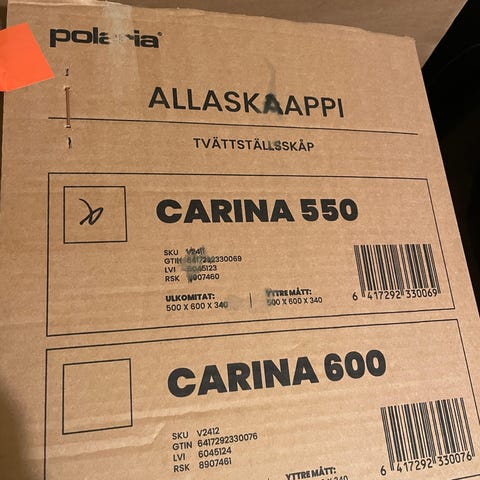 polaria®
ALLASKAAPPI
TVÄTTSTÄLLSSKÅP
CARINA 550
SKU V2411
GTIN 6417292330069
LVI 6045123
RSK 8907460
ULKOMITAT: YTTRE MÅTT:
500 X 600 X 340 500 X 600 X 340
6 417292 330069
CARINA 600
SKU V2412
GTIN 6417292330076
LVI 6045124
RSK 8907461
6 417292 330076
YTTRE MÅTT: